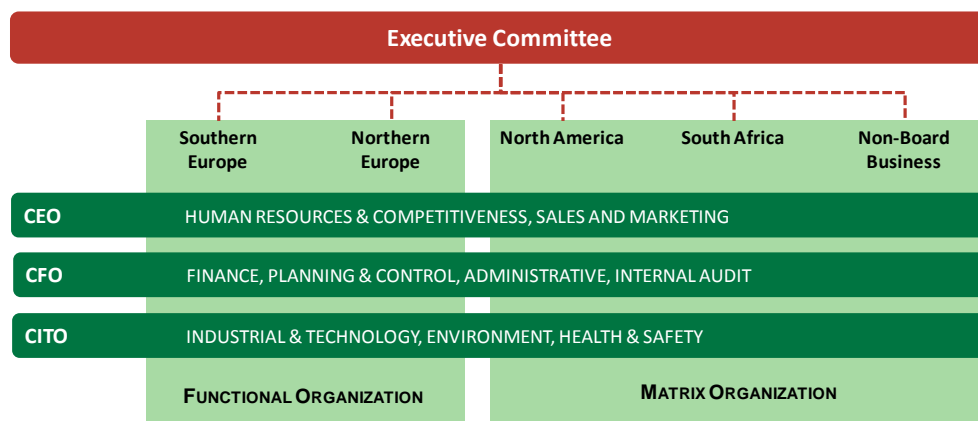 Executive Committee
Southern
Europe
Northern
Europe
North America
South Africa
Non-Board
Business
CEO HUMAN RESOURCES & COMPETITIVENESS, SALES AND MARKETING
CFO FINANCE, PLANNING & CONTROL, ADMINISTRATIVE, INTERNAL AUDIT
CITO INDUSTRIAL & TECHNOLOGY, ENVIRONMENT, HEALTH & SAFETY
FUNCTIONAL ORGANIZATION
MATRIX ORGANIZATION